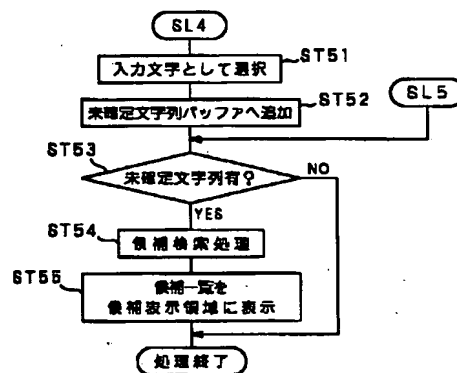 SL4
入力文字として選択
ST51
SL5
未確定文字列バッファへ追加
ST52
ST53
未確定文字列有?
NO
YES
ST54
候補検索処理
ST55
候補一覧を
候補表示領域に表示
処理終了